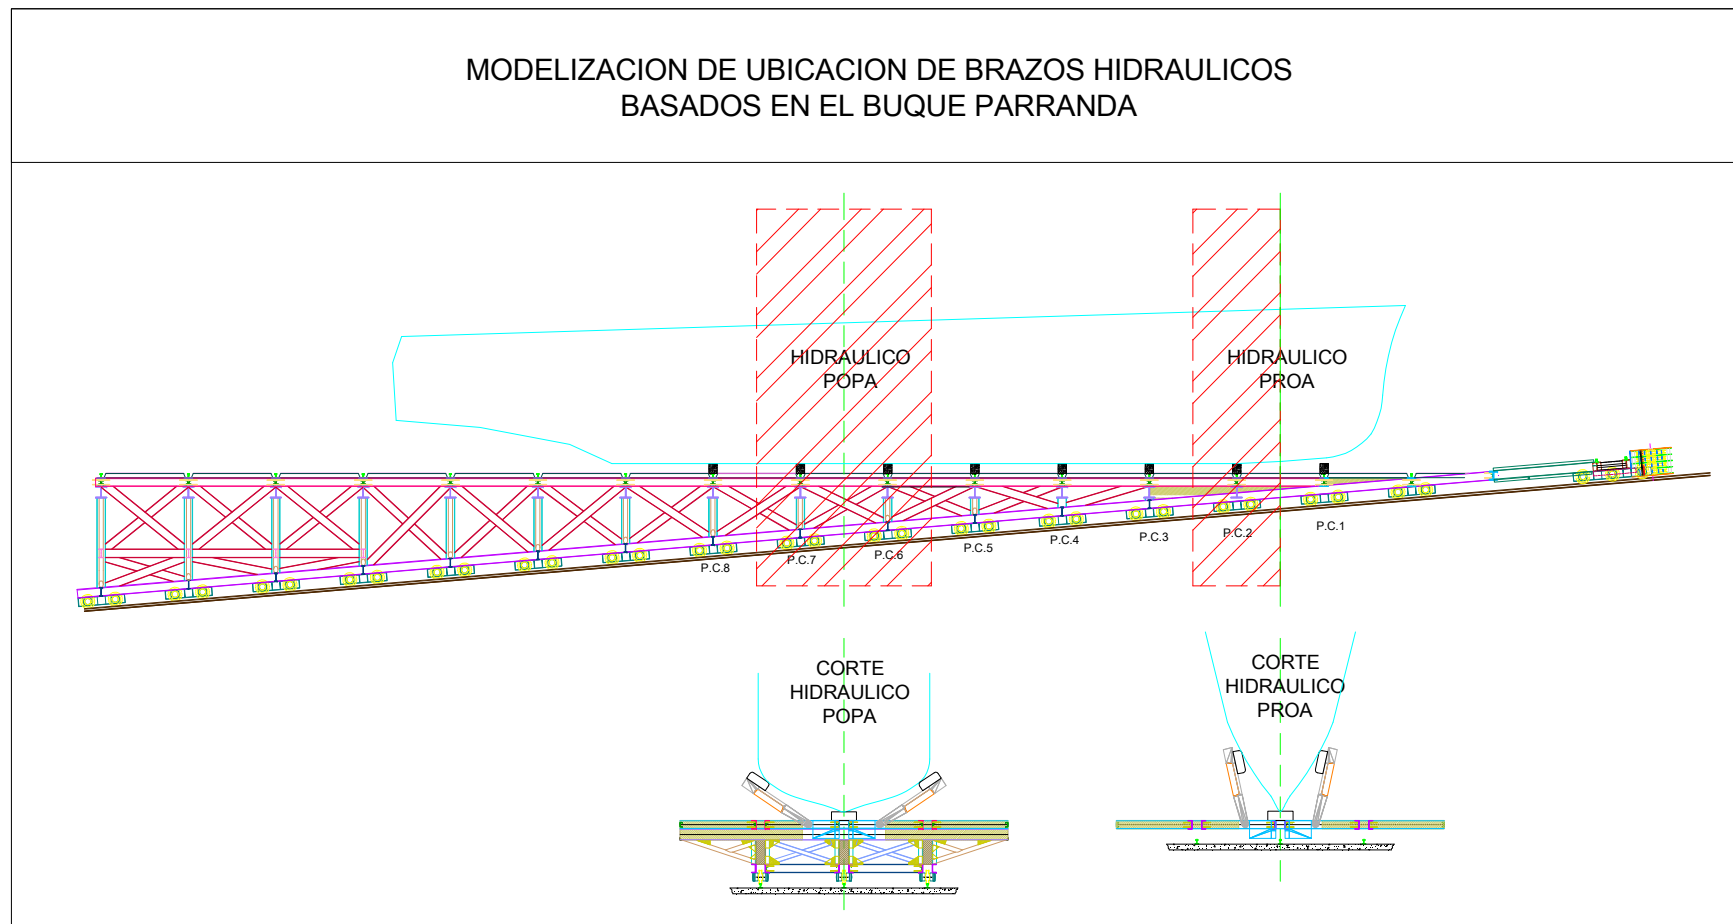 MODELIZACION DE UBICACION DE BRAZOS HIDRAULICOS
BASADOS EN EL BUQUE PARRANDA
HIDRAULICO
POPA
HIDRAULICO
PROA
P.C.8
P.C.7
P.C.6
P.C.5
P.C.4
P.C.3
P.C.2
P.C.1
CORTE
HIDRAULICO
POPA
CORTE
HIDRAULICO
PROA